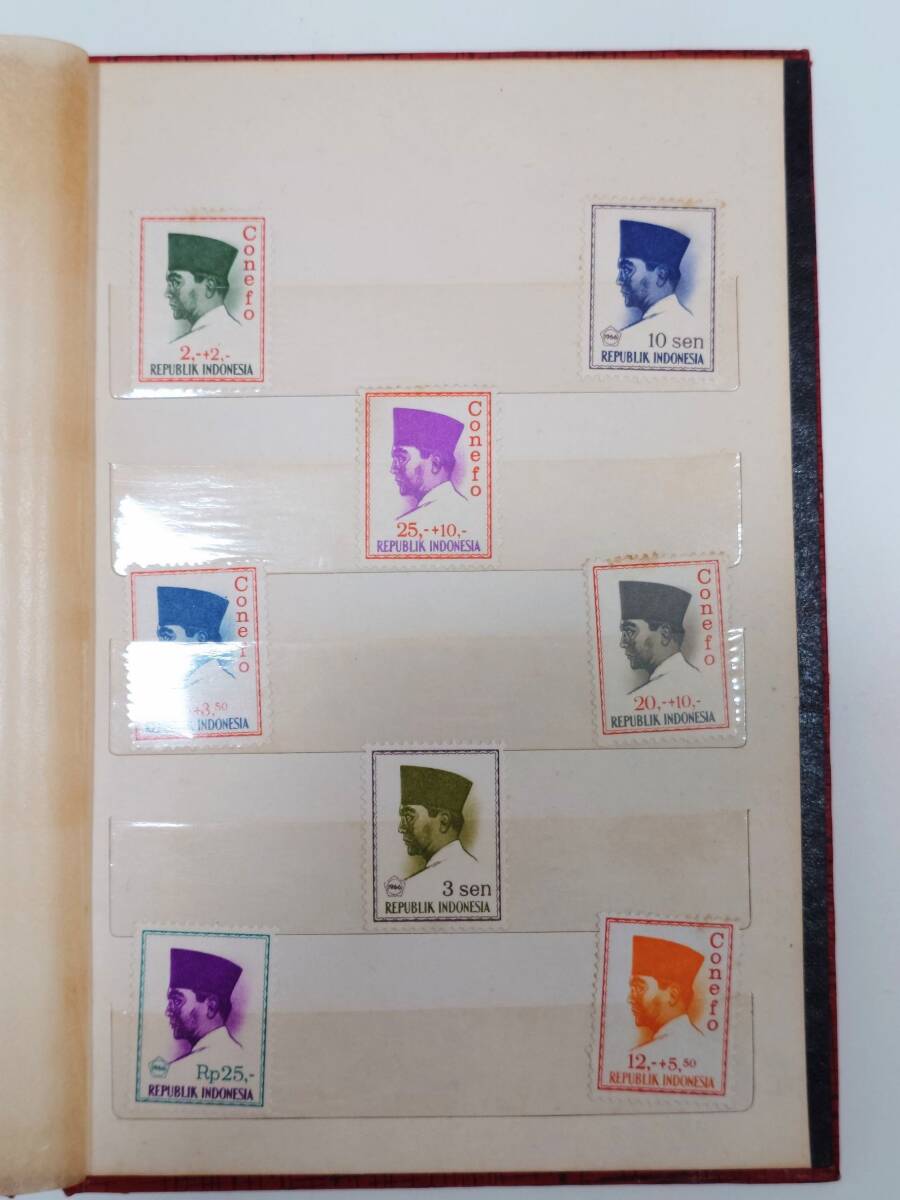 Conefo
2,-+2,-
REPUBLIK INDONESIA
1966
10 sen
REPUBLIK INDONESIA
Conefo
25,-+10,-
REPUBLIK INDONESIA
Conefo
+3,50
REPUBLIK INDONESIA
Conefo
20,-+10,-
REPUBLIK INDONESIA
1966
3 sen
REPUBLIK INDONESIA
1966
Rp25,-
REPUBLIK INDONESIA
Conefo
12,-+5,50
REPUBLIK INDONESIA